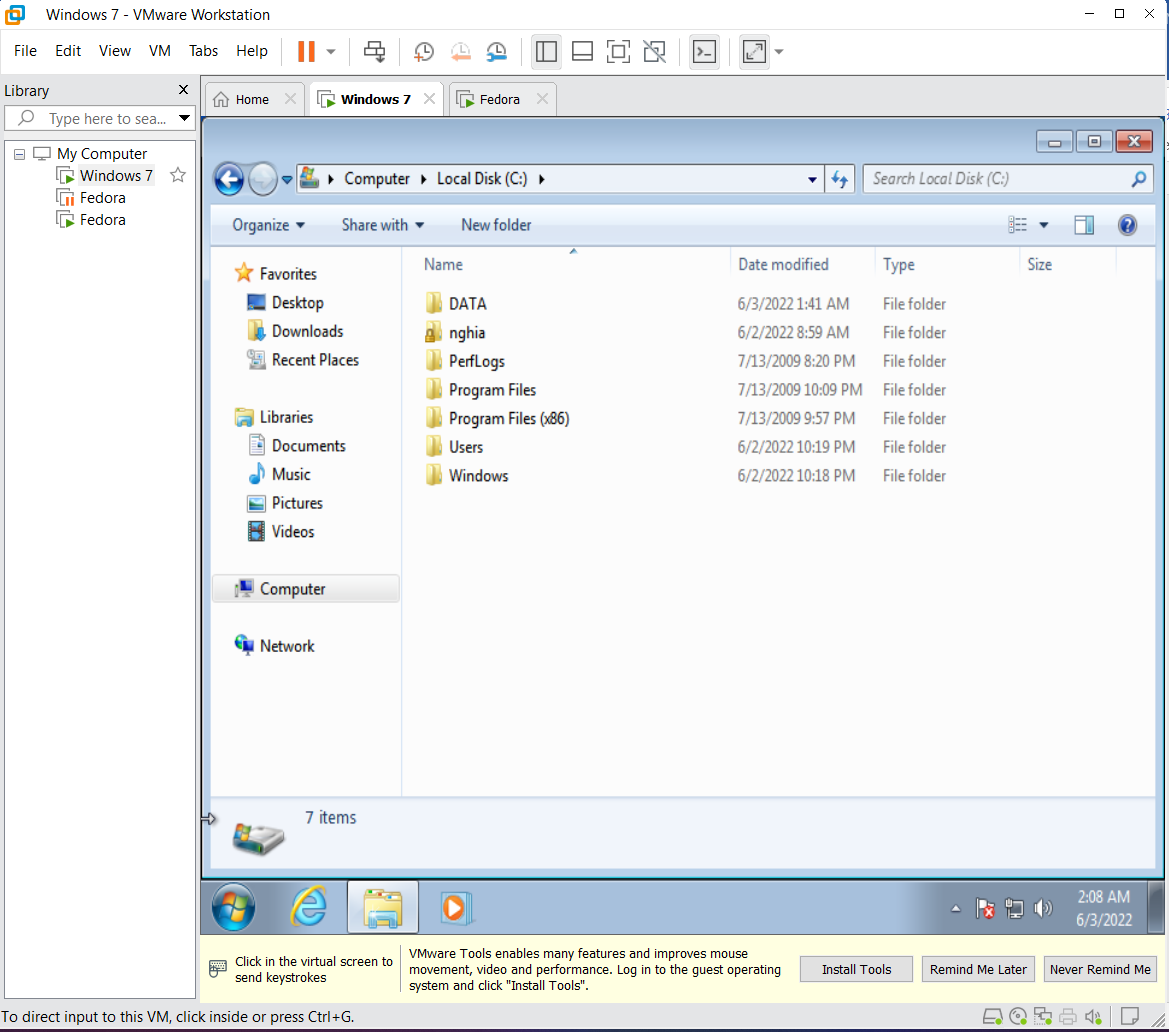 Windows 7 - VMware Workstation
File Edit View VM Tabs Help
Library
Type here to sea...
My Computer
Windows 7
Fedora
Fedora
Home
Windows 7
Fedora
Computer Local Disk (C:)
Search Local Disk (C:)
Organize Share with New folder
Favorites
Desktop
Downloads
Recent Places
Libraries
Documents
Music
Pictures
Videos
Computer
Network
Name Date modified Type Size
DATA 6/3/2022 1:41 AM File folder
nghia 6/2/2022 8:59 AM File folder
PerfLogs 7/13/2009 8:20 PM File folder
Program Files 7/13/2009 10:09 PM File folder
Program Files (x86) 7/13/2009 9:57 PM File folder
Users 6/2/2022 10:19 PM File folder
Windows 6/2/2022 10:18 PM File folder
7 items
2:08 AM
6/3/2022
Click in the virtual screen to
send keystrokes
VMware Tools enables many features and improves mouse
movement, video and performance. Log in to the guest operating
system and click "Install Tools".
Install Tools
Remind Me Later
Never Remind Me
To direct input to this VM, click inside or press Ctrl+G.